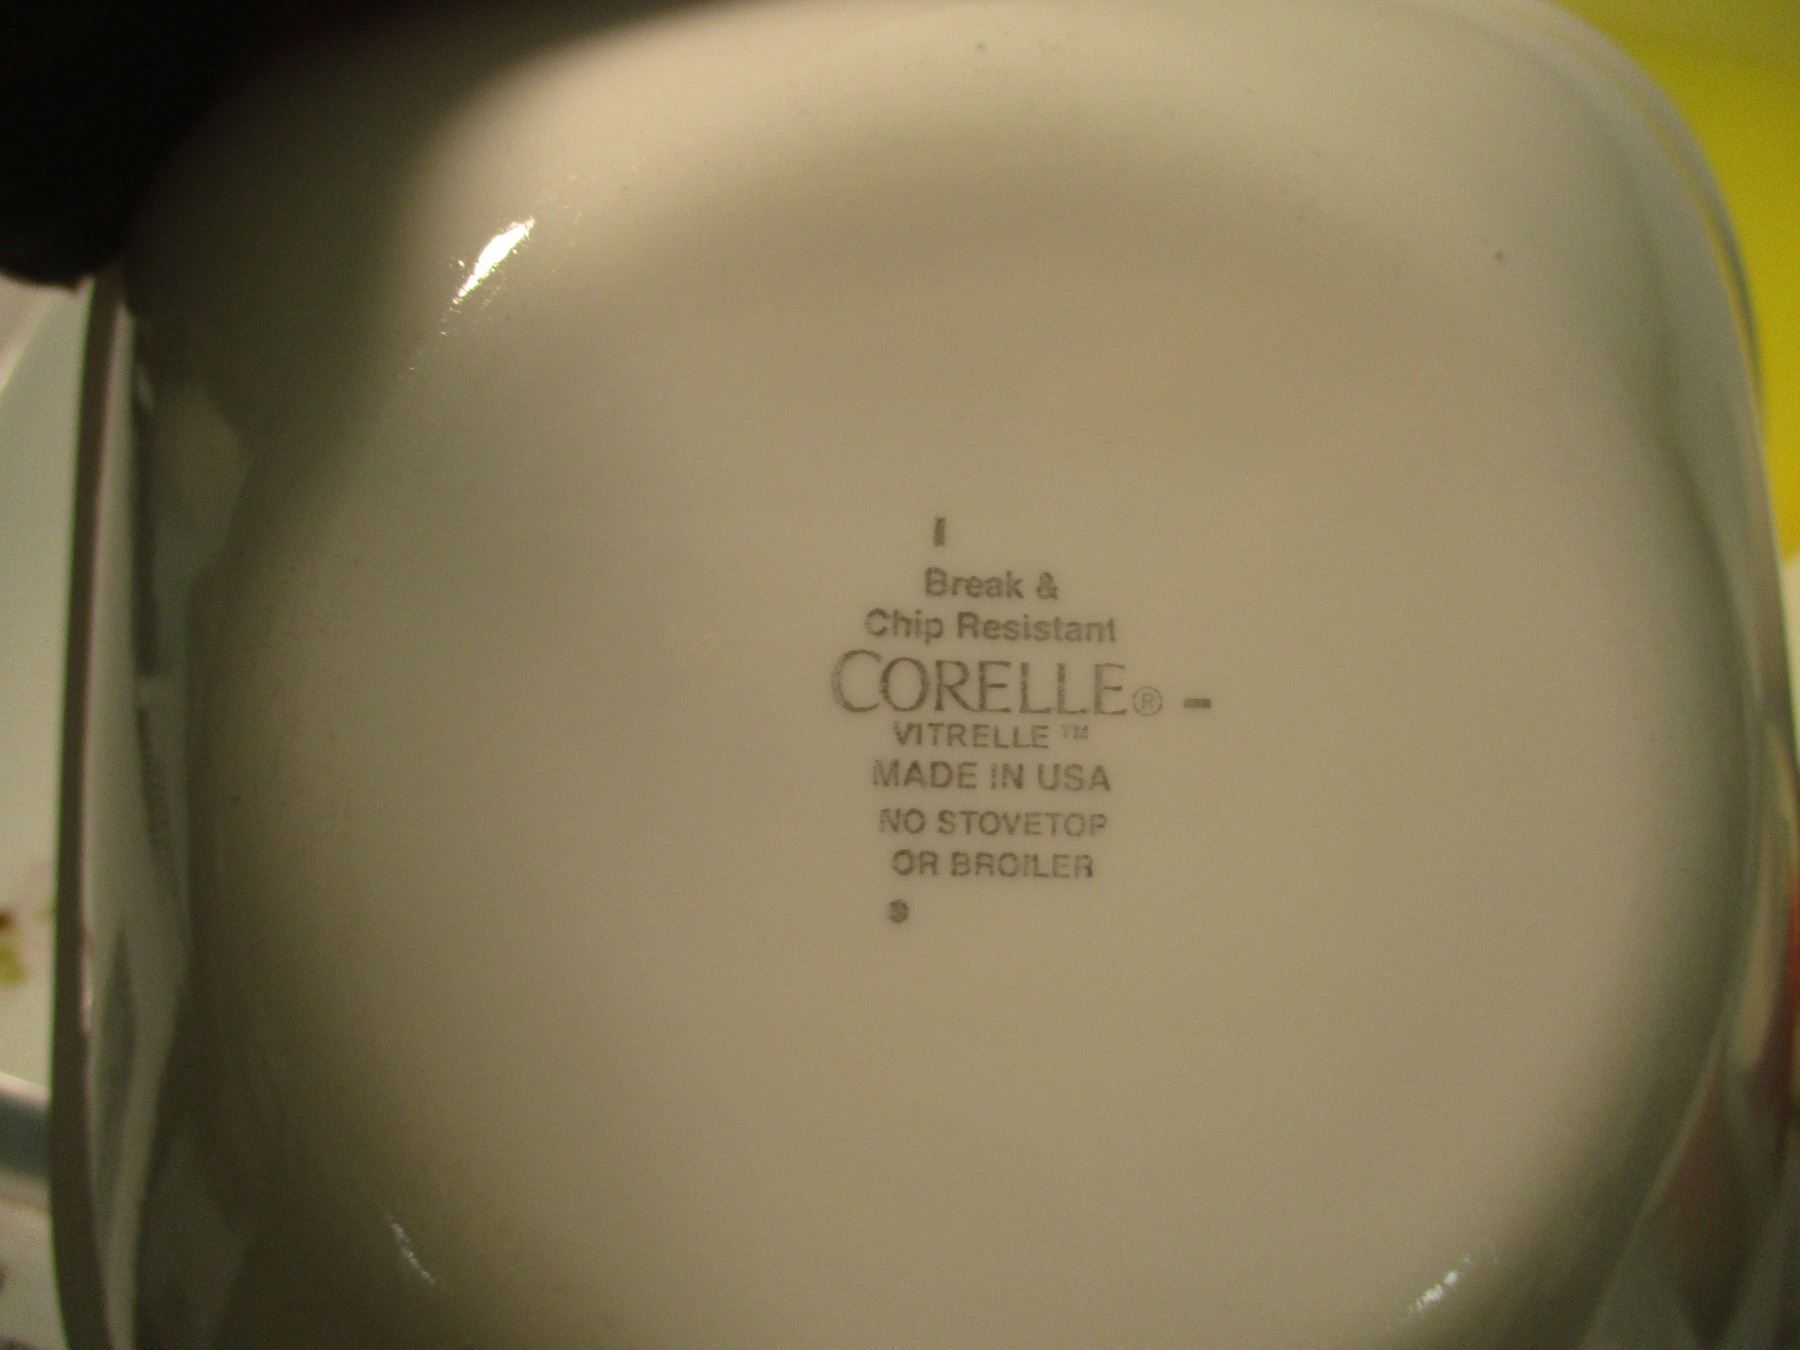 Break &
Chip Resistant
CORELLE® -
VITRELLE™
MADE IN USA
NO STOVETOP
OR BROILER